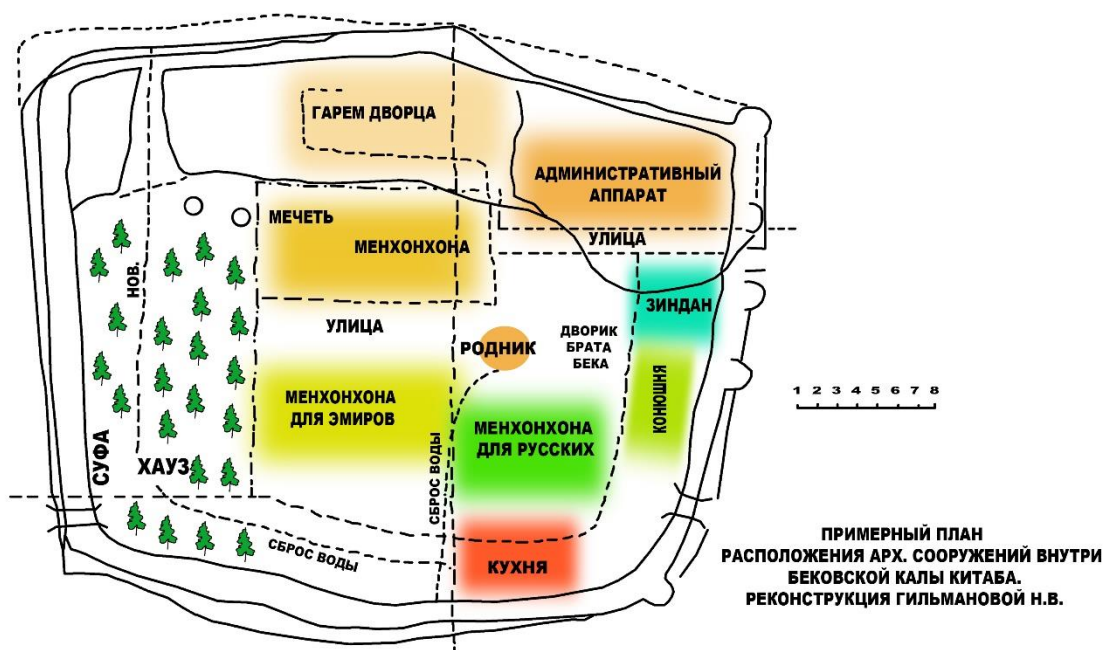 ГАРЕМ ДВОРЦА
АДМИНИСТРАТИВНЫЙ
АППАРАТ
МЕЧЕТЬ
МЕНХОНХОНА
УЛИЦА
НОВ.
ЗИНДАН
УЛИЦА
ДВОРИК
БРАТА
БЕКА
РОДНИК
КОНЮШНЯ
1 2 3 4 5 6 7 8
МЕНХОНХОНА
ДЛЯ ЭМИРОВ
МЕНХОНХОНА
ДЛЯ РУССКИХ
СУФА
ХАУЗ
СБРОС ВОДЫ
СБРОС ВОДЫ
КУХНЯ
ПРИМЕРНЫЙ ПЛАН
РАСПОЛОЖЕНИЯ АРХ. СООРУЖЕНИЙ ВНУТРИ
БЕКОВСКОЙ КАЛЫ КИТАБА.
РЕКОНСТРУКЦИЯ ГИЛЬМАНОВОЙ Н.В.